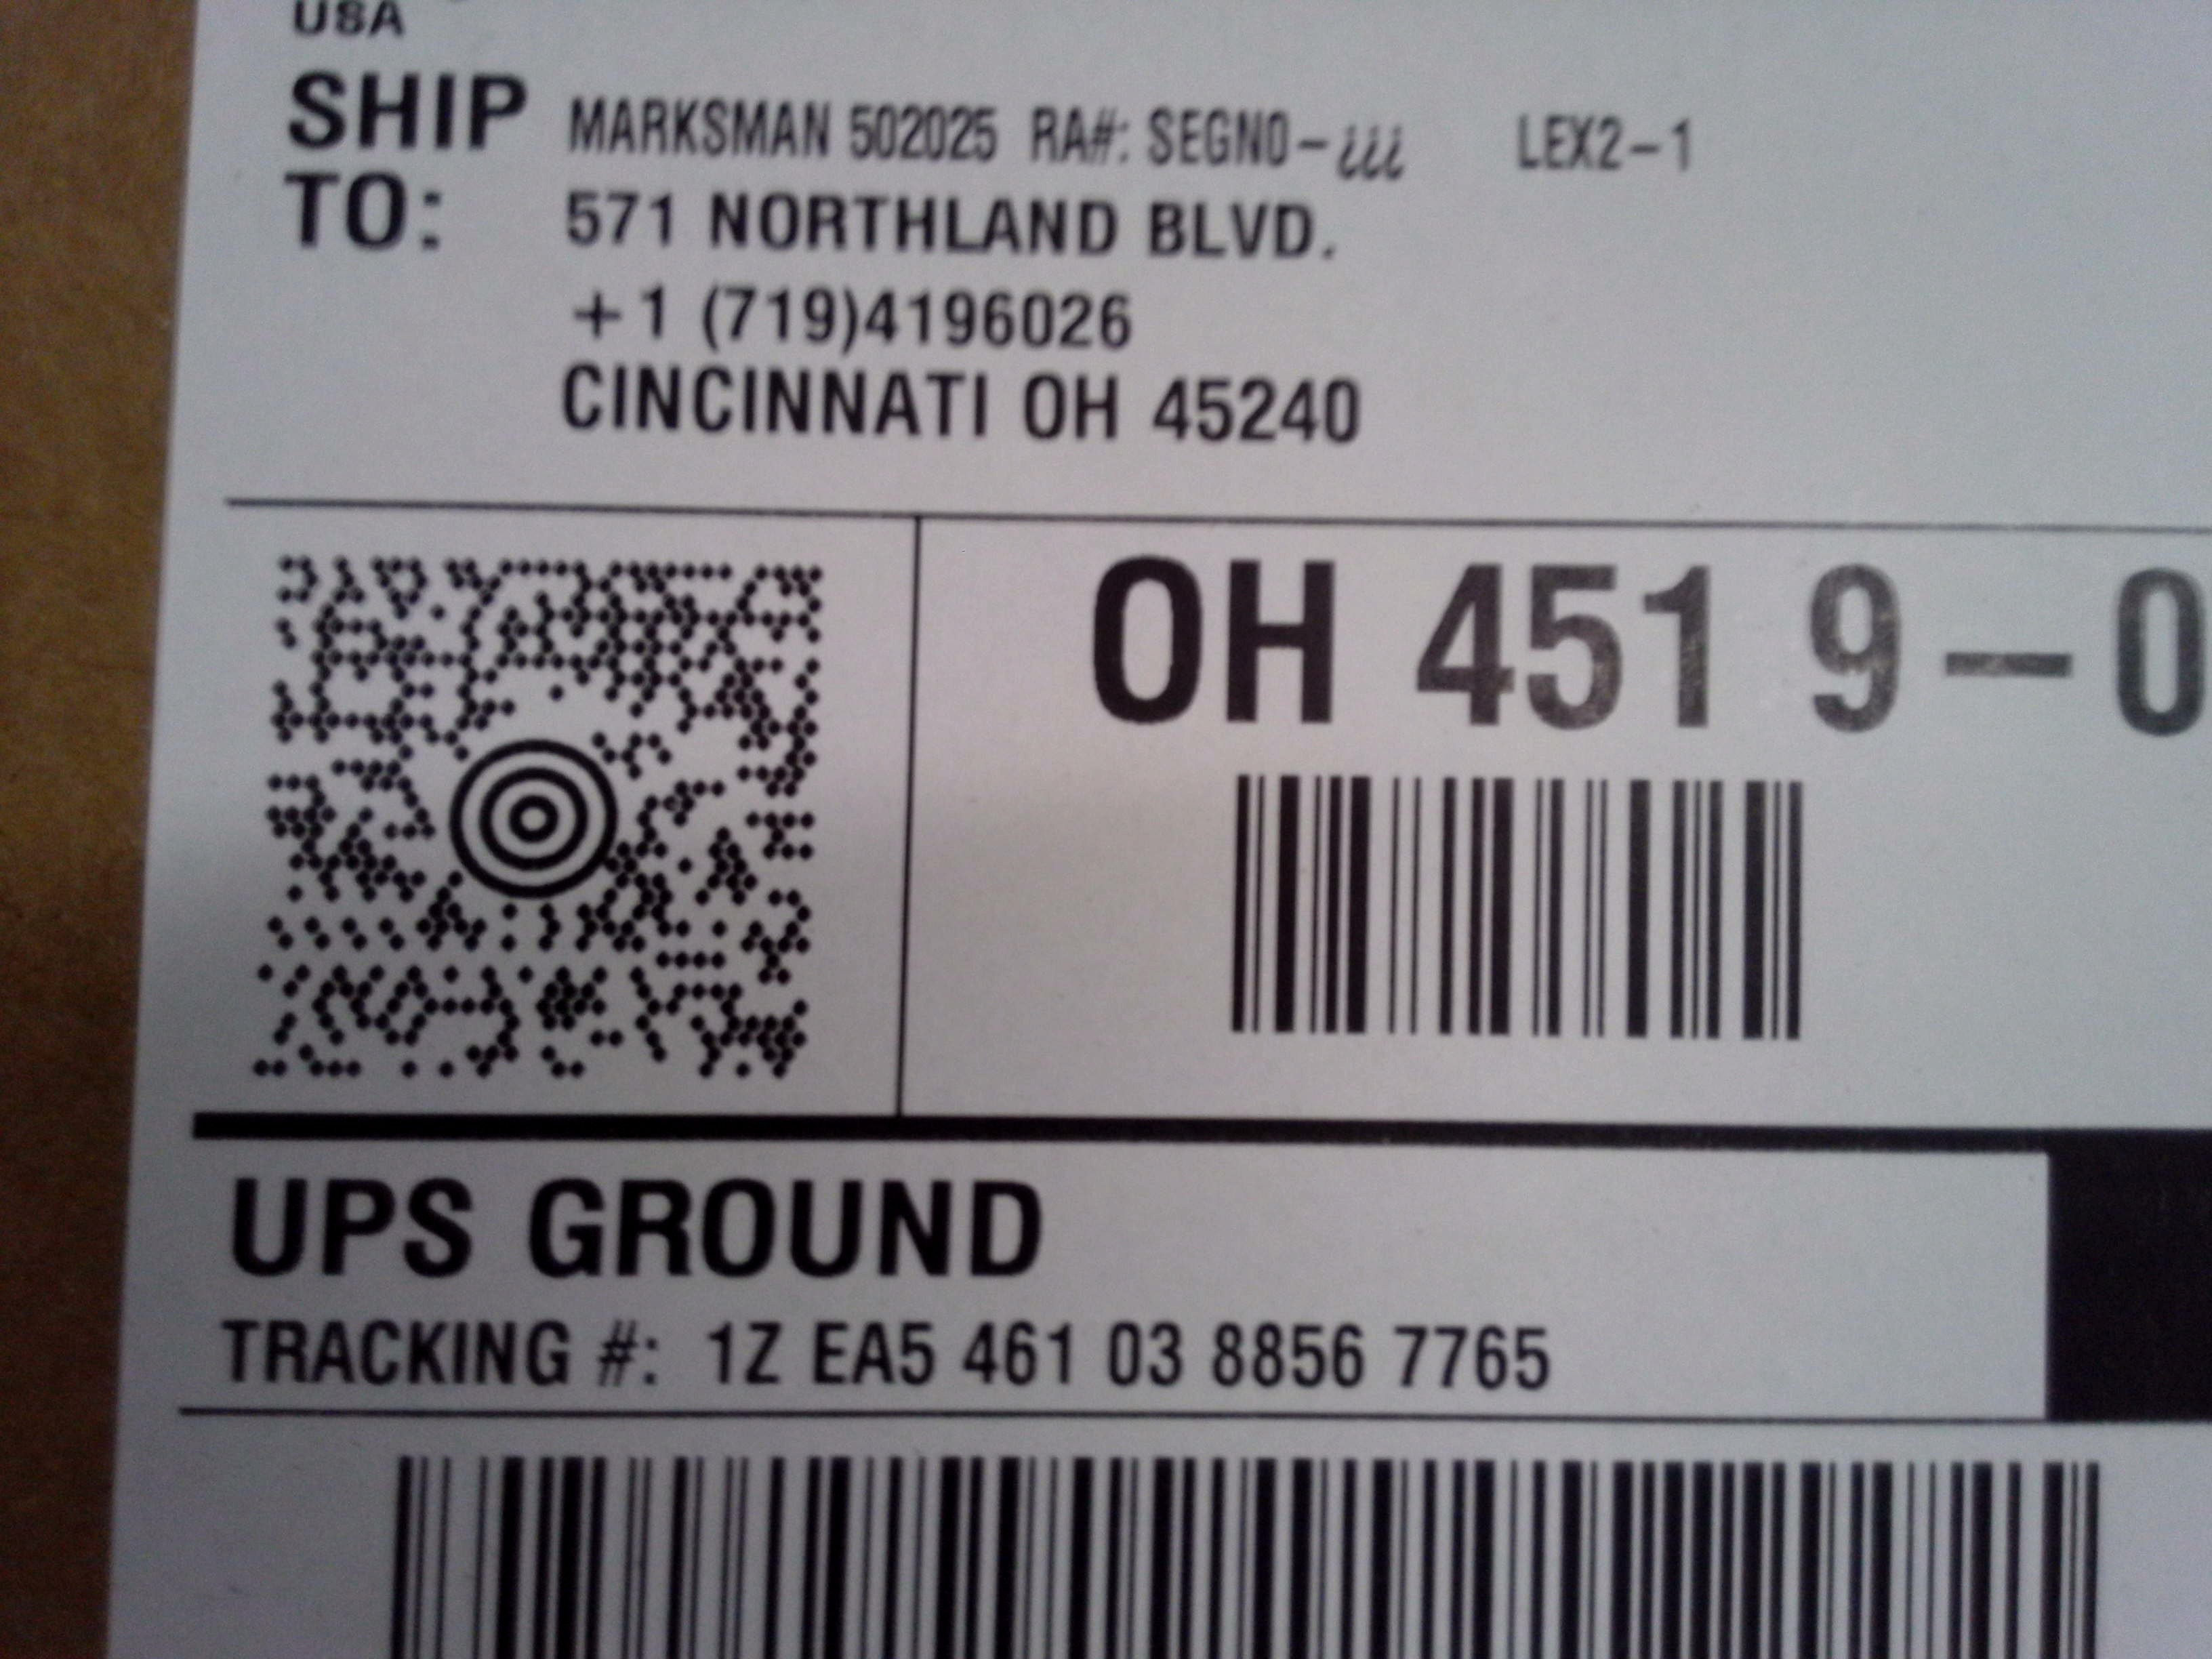 USA
SHIP TO:
MARKSMAN 502025 RA#: SEGNO-¿¿¿ LEX2-1
571 NORTHLAND BLVD.
+1 (719)4196026
CINCINNATI OH 45240
OH 451 9-0
UPS GROUND
TRACKING #: 1Z EA5 461 03 8856 7765